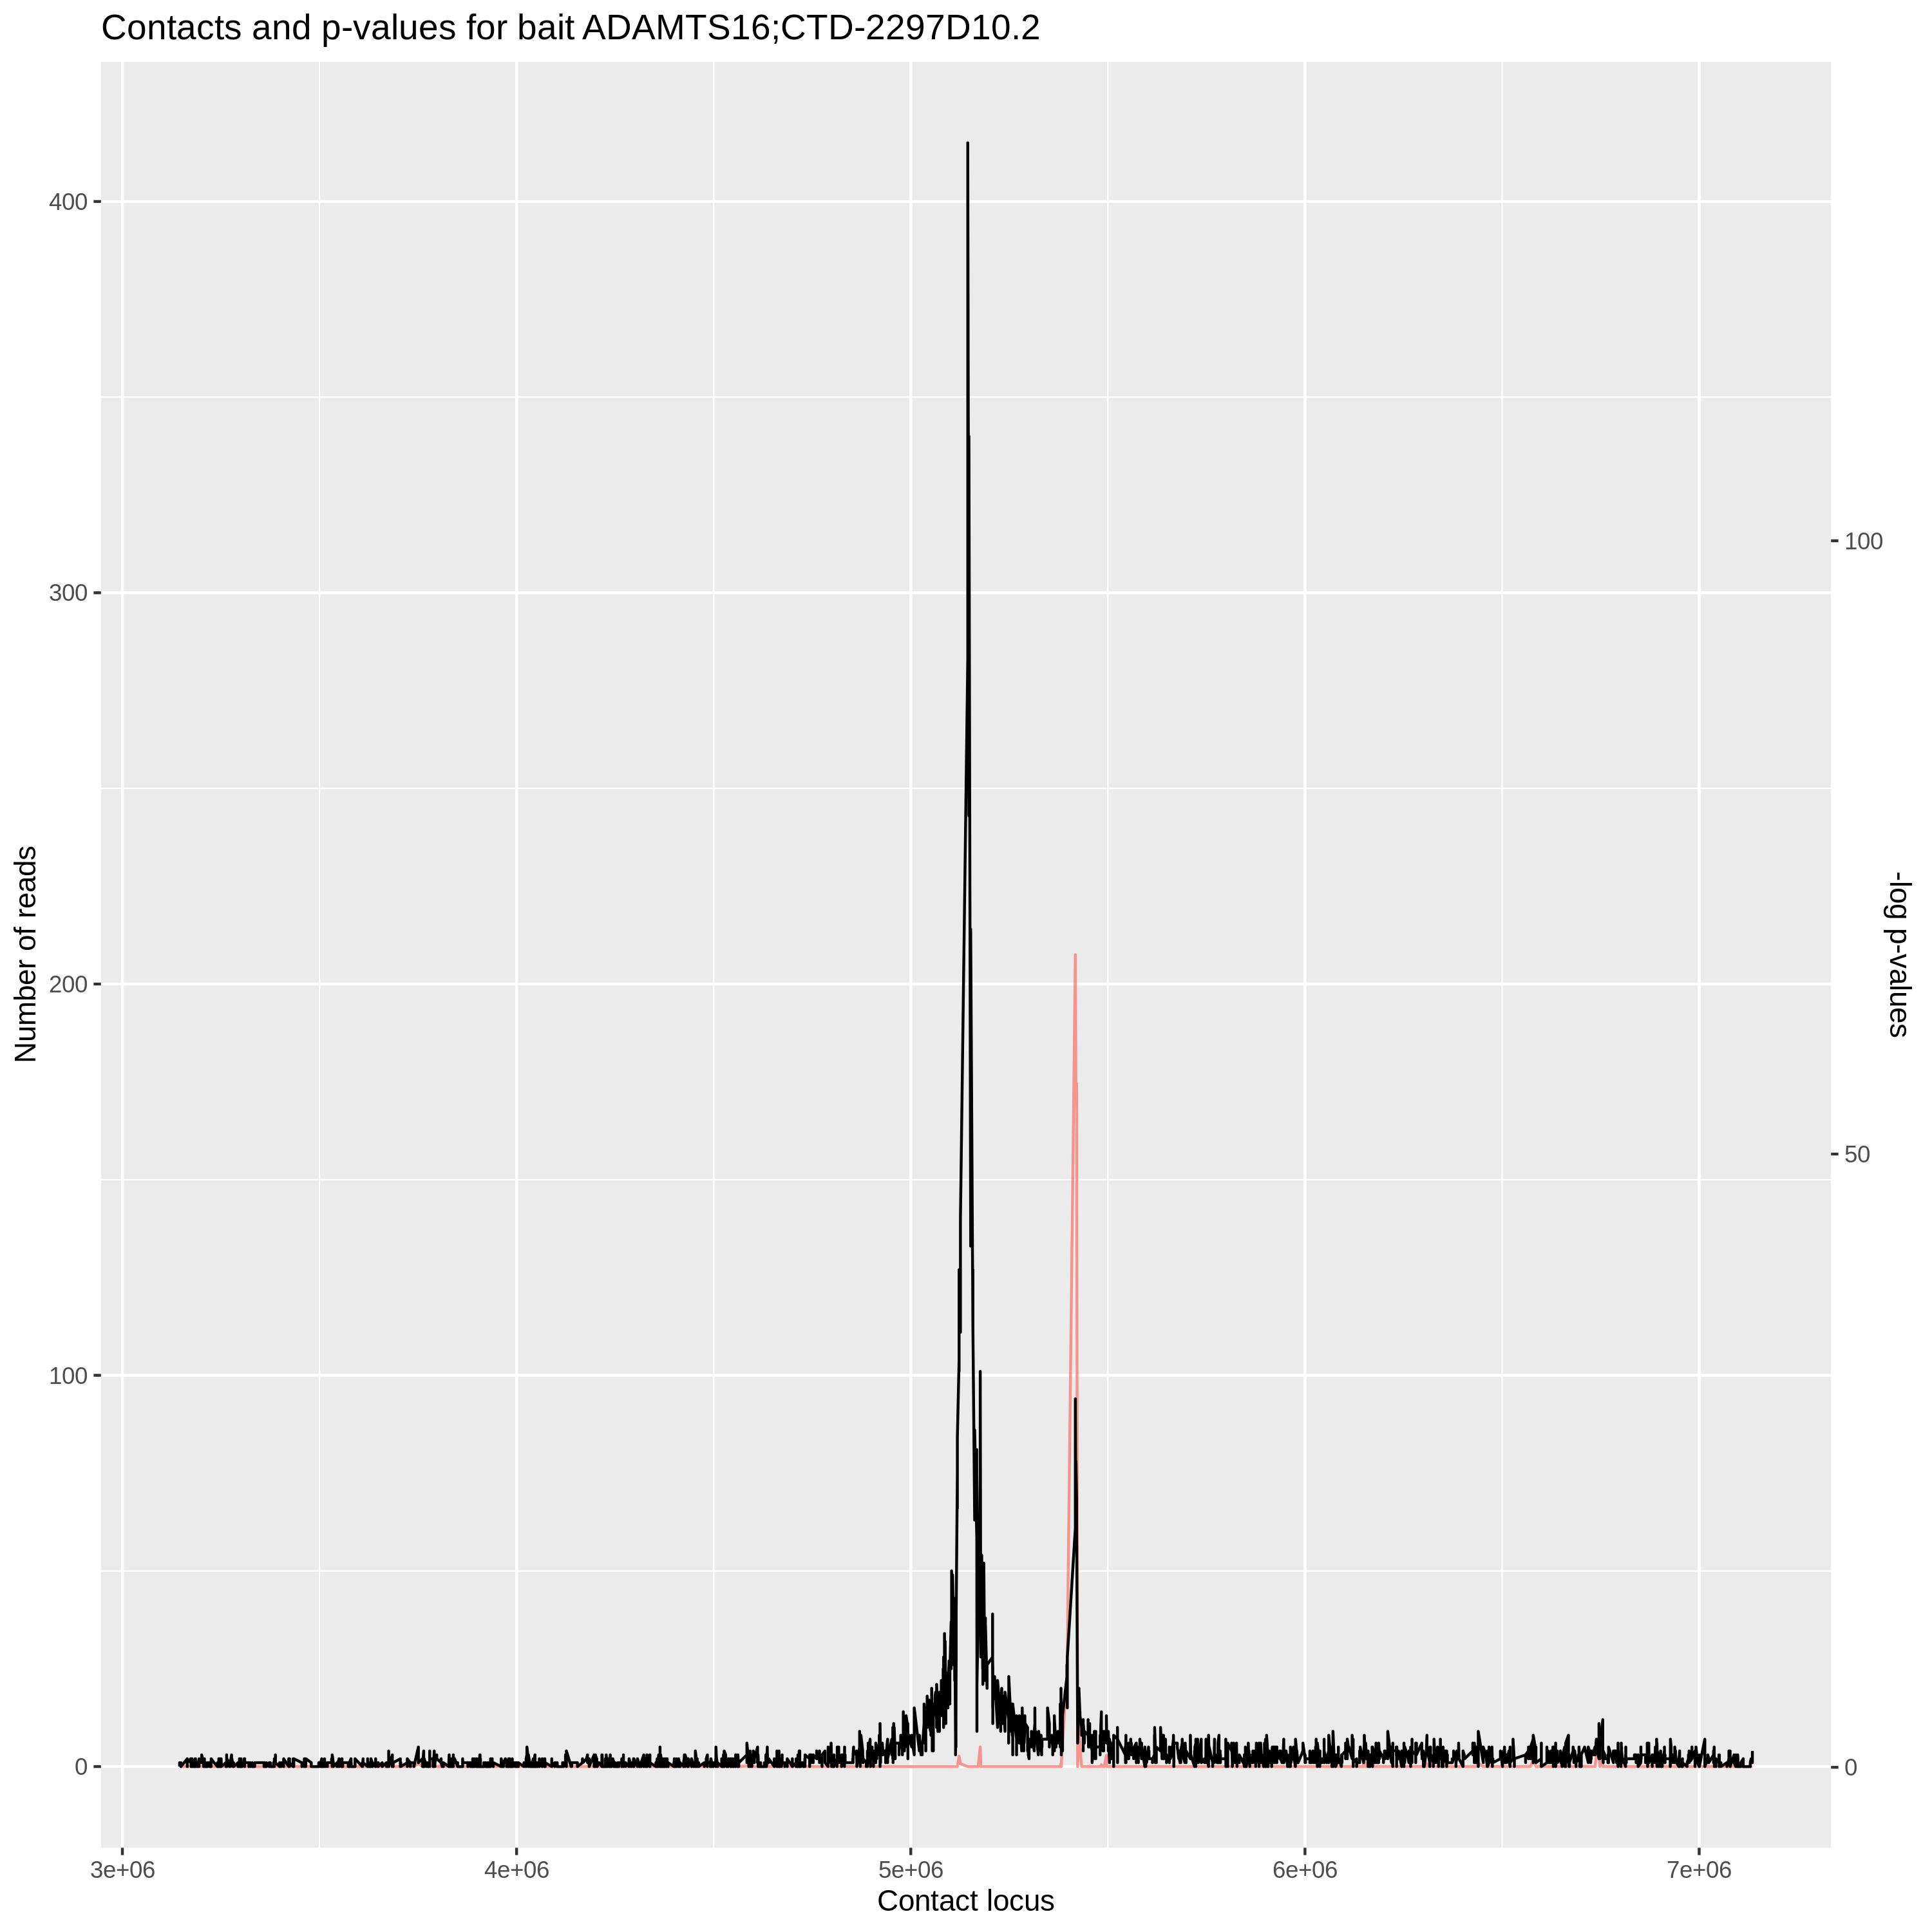 Contacts and p-values for bait ADAMTS16;CTD-2297D10.2
400
300
200
100
0
Number of reads
100
50
0
-log p-values
3e+06
4e+06
5e+06
6e+06
7e+06
Contact locus